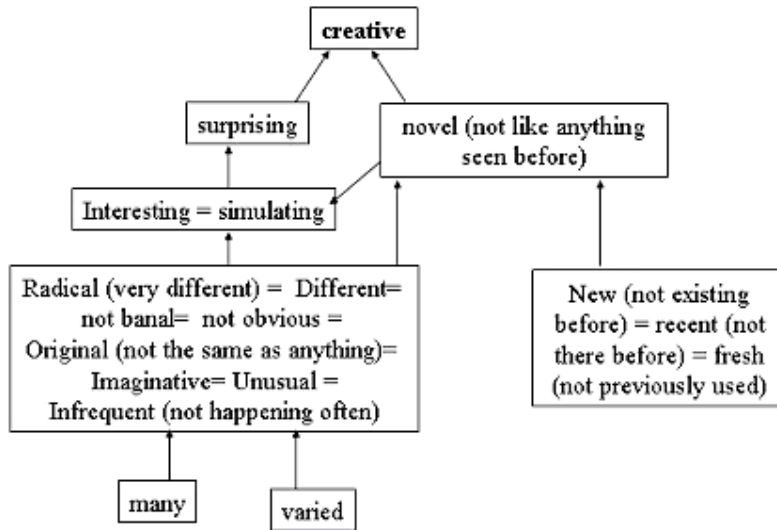 creative
surprising
novel (not like anything
seen before)
Interesting = simulating
Radical (very different) = Different=
not banal= not obvious =
Original (not the same as anything)=
Imaginative= Unusual =
Infrequent (not happening often)
New (not existing
before) = recent (not
there before) = fresh
(not previously used)
many
varied